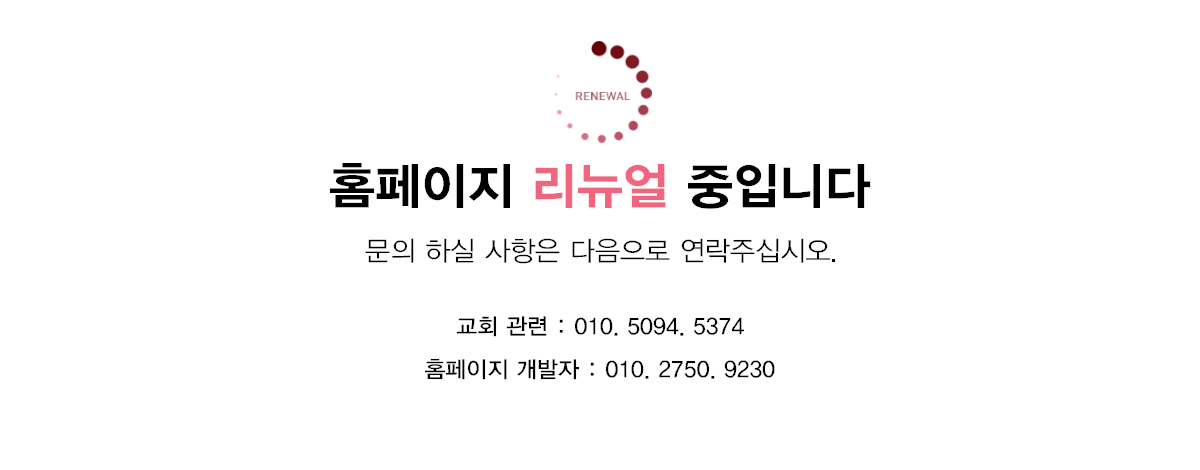 RENEWAL
홈페이지 리뉴얼 중입니다
문의 하실 사항은 다음으로 연락주십시오.
교회 관련 : 010. 5094. 5374
홈페이지 개발자 : 010. 2750. 9230